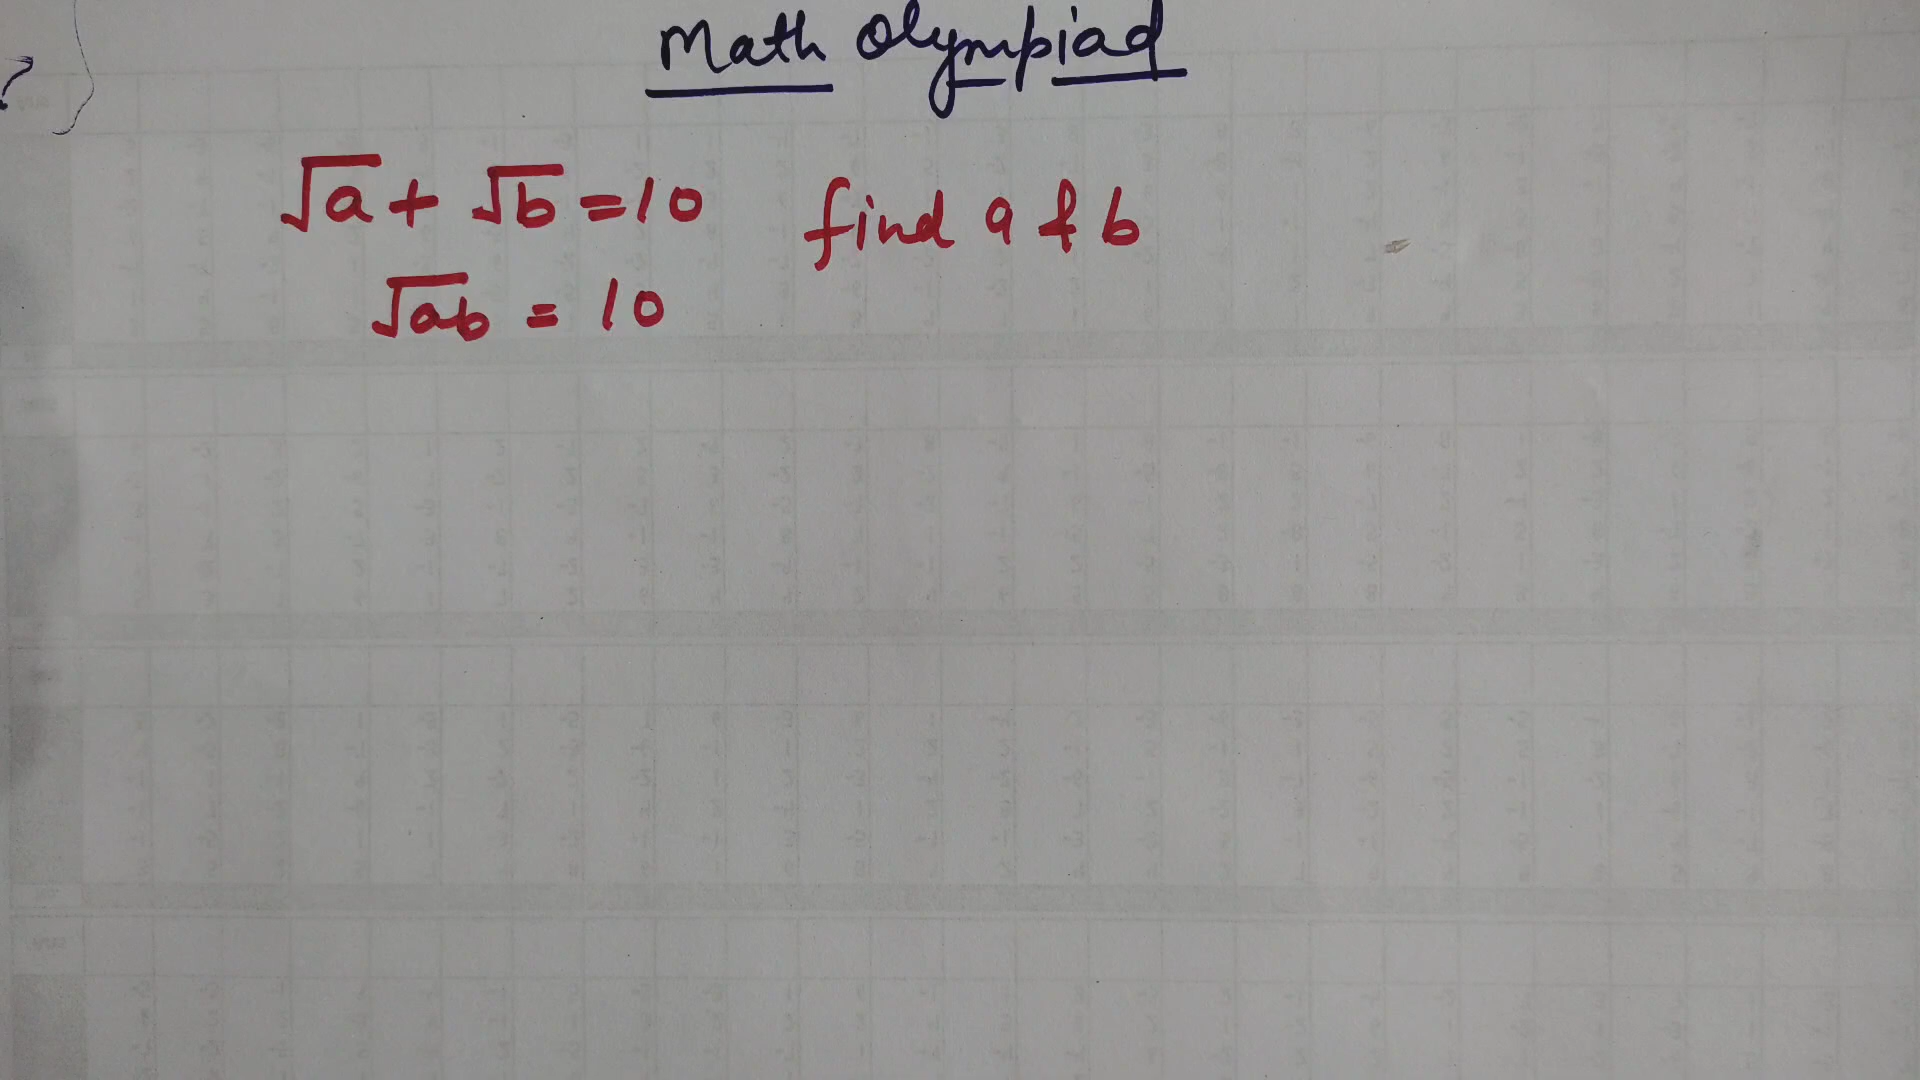 Math Olympiad
√a + √b = 10 find a & b
√ab = 10